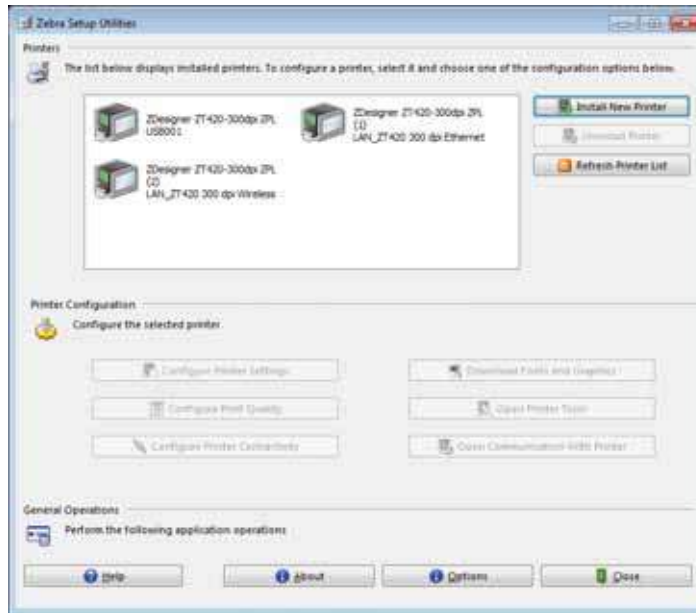 Zebra Setup Utilities
Printers
The list below displays installed printers. To configure a printer, select it and choose one of the configuration options below.
ZDesigner ZT420-300dpi ZPL
USB001
ZDesigner ZT420-300dpi ZPL
(1)
LAN_ZT420 300 dpi Ethernet
ZDesigner ZT420-300dpi ZPL
(2)
LAN_ZT420 300 dpi Wireless
Install New Printer
Uninstall Printer
Refresh Printer List
Printer Configuration
Configure the selected printer
Configure Printer Settings
Download Fonts and Graphics
Configure Print Quality
Open Printer Tools
Configure Printer Connectivity
Open Communication With Printer
General Operations
Perform the following application operations
Help
About
Options
Close